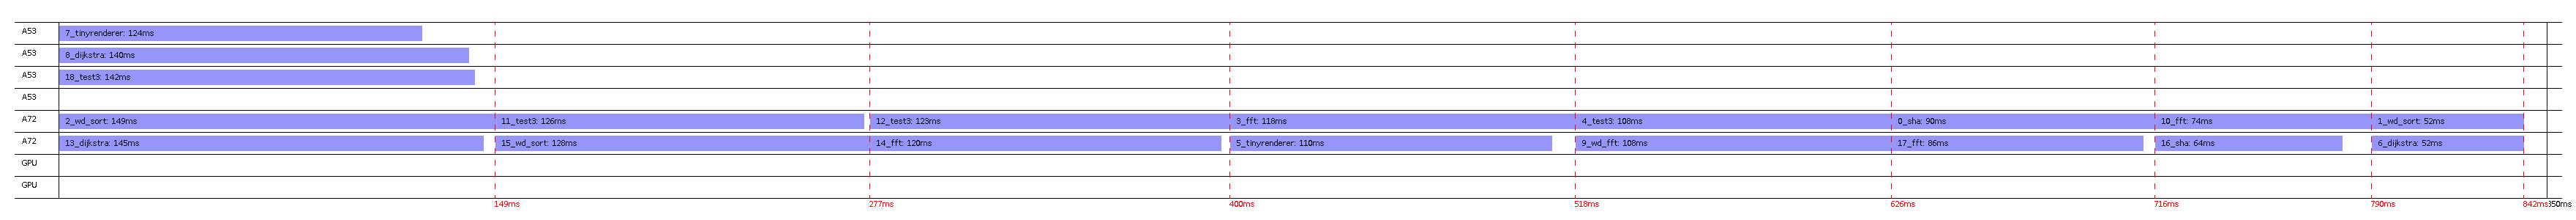 A53 7_tinyrenderer: 124ms
A53 8_dijkstra: 140ms
A53 18_test3: 142ms
A53
A72 2_wd_sort: 149ms 11_test3: 126ms 12_test3: 123ms 3_fft: 118ms 4_test3: 108ms 0_sha: 90ms 10_fft: 74ms 1_wd_sort: 52ms
A72 13_dijkstra: 145ms 15_wd_sort: 128ms 14_fft: 120ms 5_tinyrenderer: 110ms 9_wd_fft: 108ms 17_fft: 86ms 16_sha: 64ms 6_dijkstra: 52ms
GPU
GPU
149ms 277ms 400ms 518ms 626ms 716ms 790ms 842ms 850ms